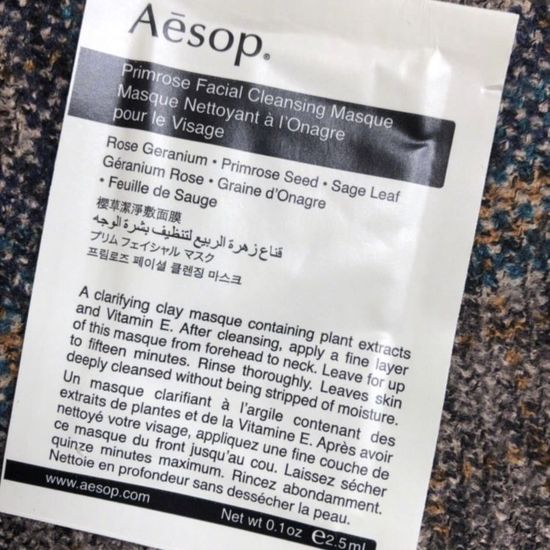 Aēsop®
Primrose Facial Cleansing Masque
Masque Nettoyant à l'Onagre
pour le Visage
Rose Geranium • Primrose Seed • Sage Leaf
Géranium Rose • Graine d'Onagre
• Feuille de Sauge
櫻草潔淨敷面膜
قناع زهرة الربيع لتنظيف بشرة الوجه
プリム フェイシャル マスク
프림로즈 페이셜 클렌징 마스크
A clarifying clay masque containing plant extracts
and Vitamin E. After cleansing, apply a fine layer
of this masque from forehead to neck. Leave for up
to fifteen minutes. Rinse thoroughly. Leaves skin
deeply cleansed without being stripped of moisture.
Un masque clarifiant à l'argile contenant des
extraits de plantes et de la Vitamine E. Après avoir
nettoyé votre visage, appliquez une fine couche de
ce masque du front jusqu'au cou. Laissez sécher
quinze minutes maximum. Rincez abondamment.
Nettoie en profondeur sans dessécher la peau.
www.aesop.com
Net wt 0.1oz ℮2.5ml